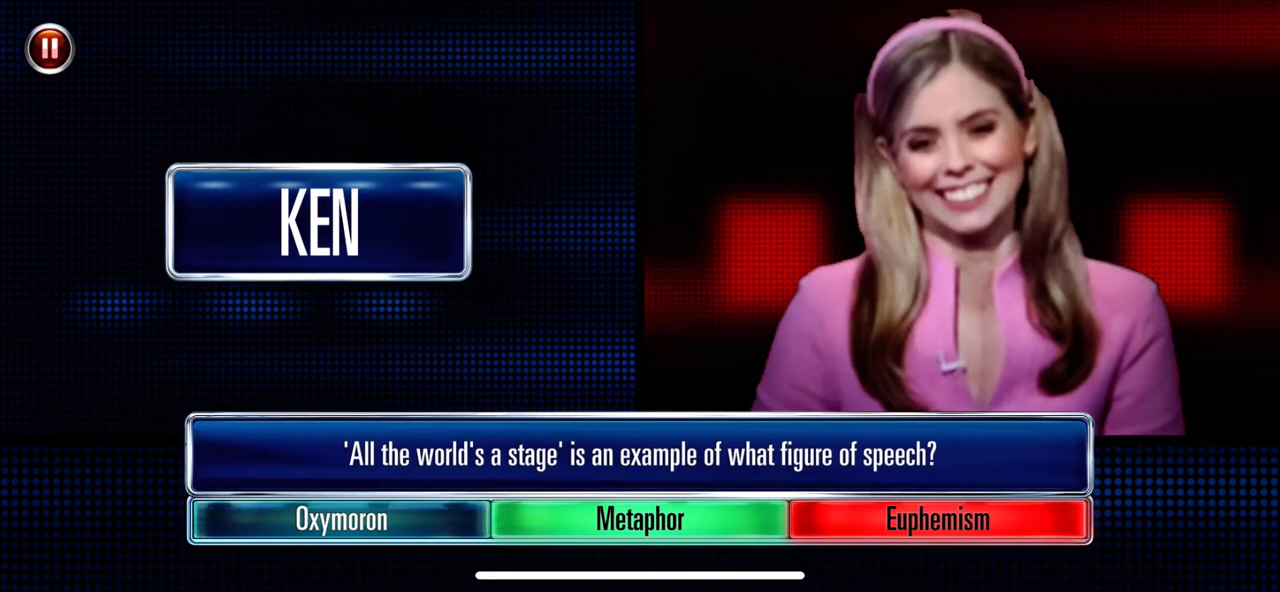 KEN
'All the world's a stage' is an example of what figure of speech?
Oxymoron
Metaphor
Euphemism